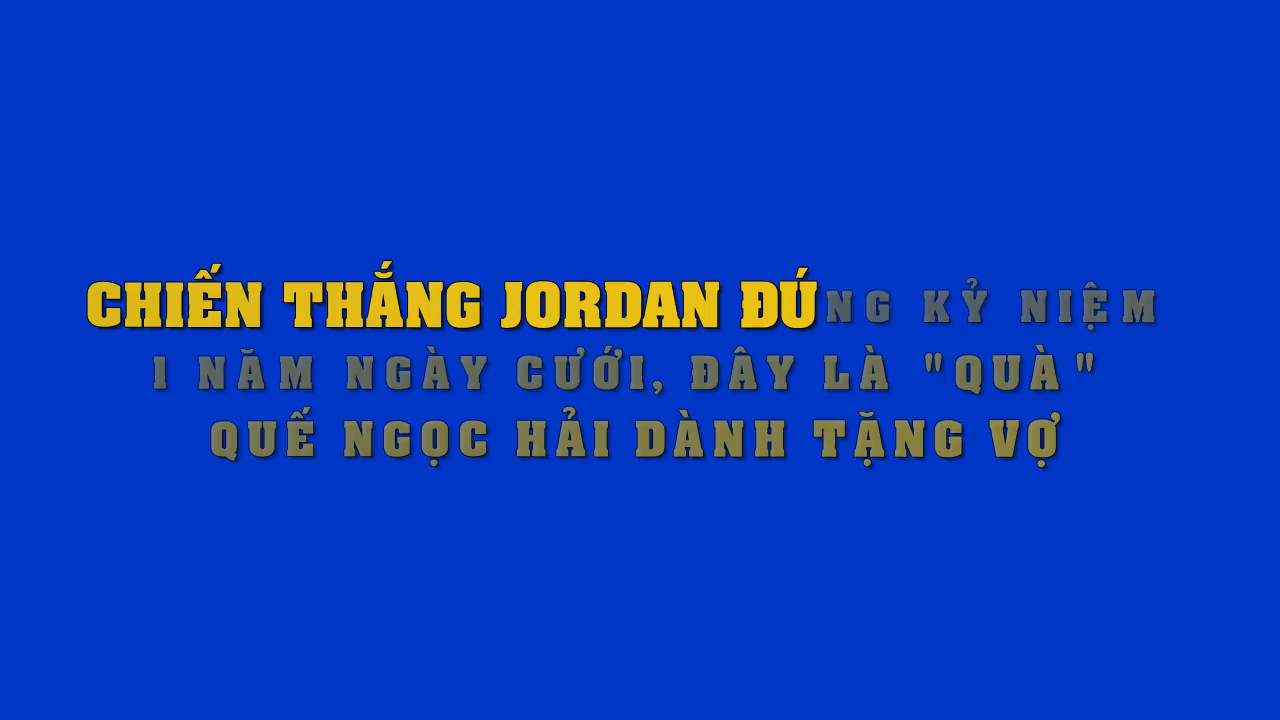 CHIẾN THẮNG JORDAN ĐÚNG KỶ NIỆM
1 NĂM NGÀY CƯỚI, ĐÂY LÀ "QUÀ"
QUẾ NGỌC HẢI DÀNH TẶNG VỢ